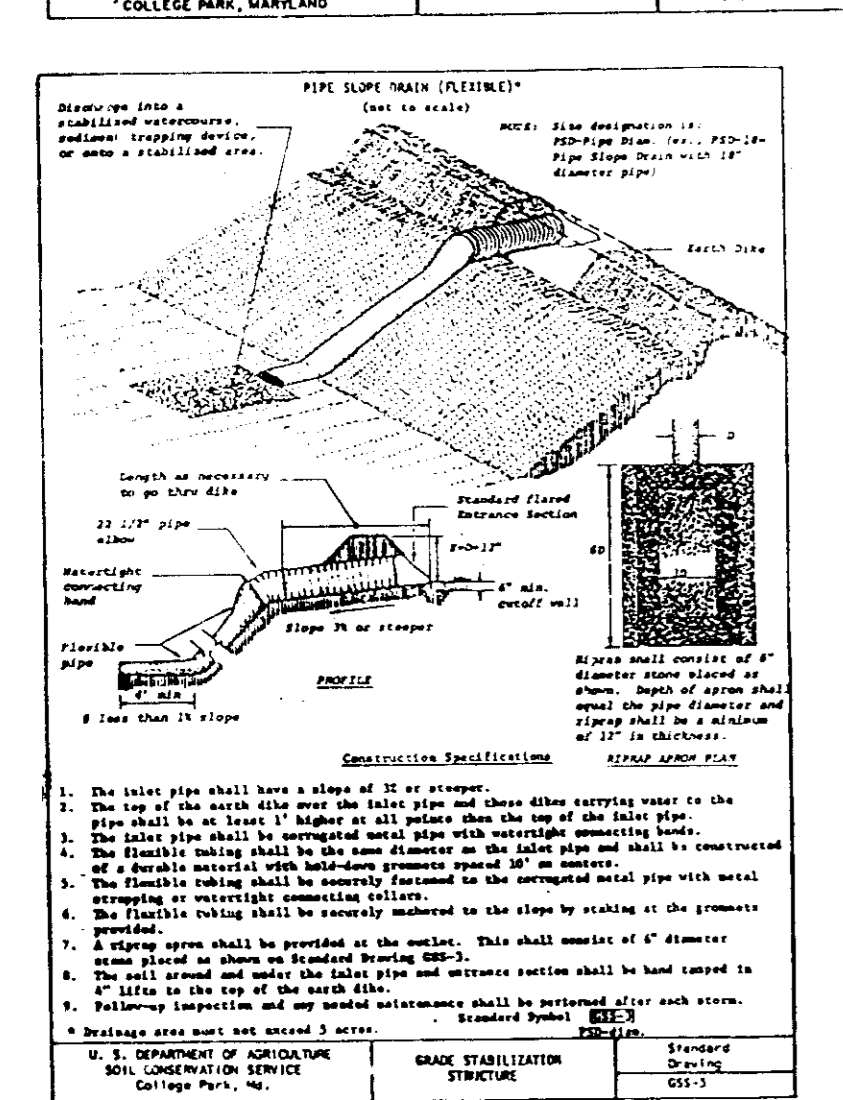 COLLEGE PARK, MARYLAND
PIPE SLOPE DRAIN (FLEXIBLE)*
(not to scale)
Discharge into a
stabilized watercourse,
sediment trapping device,
or onto a stabilized area.
NOTE: Size designation is:
PSD-Pipe Diam. (ex., PSD-18-
Pipe Slope Drain with 18"
diameter pipe)
Earth Dike
D
Length as necessary
to go thru dike
Standard flared
Entrance Section
22 1/2° pipe
elbow
H=D+12"
6D
3D
Watertight
connecting
band
6" min.
cutoff wall
Slope 3% or steeper
Flexible
pipe
4' min
@ less than 1% slope
PROFILE
Riprap shall consist of 6"
diameter stone placed as
shown. Depth of apron shall
equal the pipe diameter and
riprap shall be a minimum
of 12" in thickness.
Construction Specifications
RIPRAP APRON PLAN
1. The inlet pipe shall have a slope of 3% or steeper.
2. The top of the earth dike over the inlet pipe and those dikes carrying water to the
pipe shall be at least 1' higher at all points than the top of the inlet pipe.
3. The inlet pipe shall be corrugated metal pipe with watertight connecting bands.
4. The flexible tubing shall be the same diameter as the inlet pipe and shall be constructed
of a durable material with hold-down grommets spaced 10' on centers.
5. The flexible tubing shall be securely fastened to the corrugated metal pipe with metal
strapping or watertight connecting collars.
6. The flexible tubing shall be securely anchored to the slope by staking at the grommets
provided.
7. A riprap apron shall be provided at the outlet. This shall consist of 6" diameter
stone placed as shown on Standard Drawing GSS-3.
8. The soil around and under the inlet pipe and entrance section shall be hand tamped in
4" lifts to the top of the earth dike.
9. Follow-up inspection and any needed maintenance shall be performed after each storm.
Standard Symbol GSS-3
* Drainage area must not exceed 5 acres.
PSD-diam.
U. S. DEPARTMENT OF AGRICULTURE
SOIL CONSERVATION SERVICE
College Park, Md.
GRADE STABILIZATION
STRUCTURE
Standard
Drawing
GSS-3